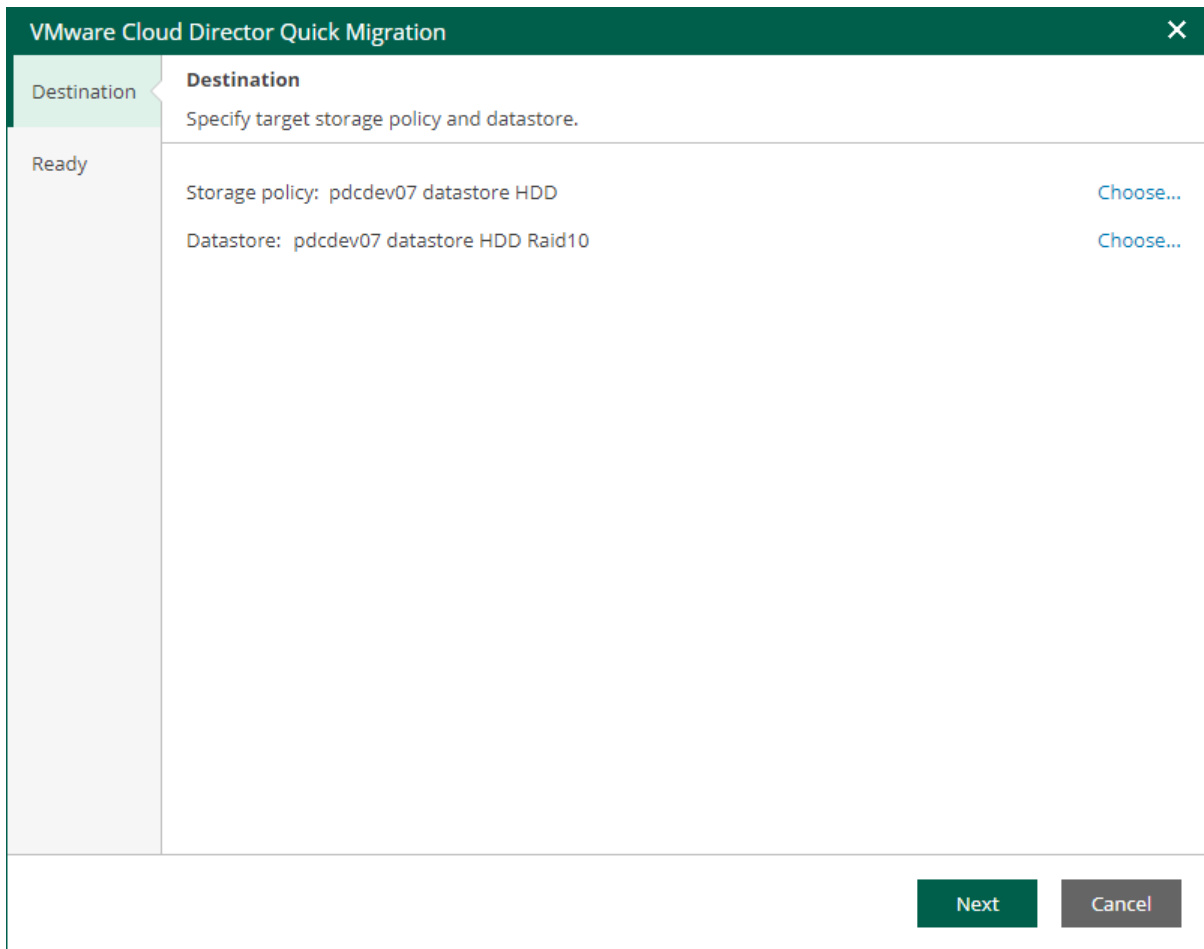 VMware Cloud Director Quick Migration
Destination
Ready
Destination
Specify target storage policy and datastore.
Storage policy: pdcdev07 datastore HDD Choose...
Datastore: pdcdev07 datastore HDD Raid10 Choose...
Next Cancel